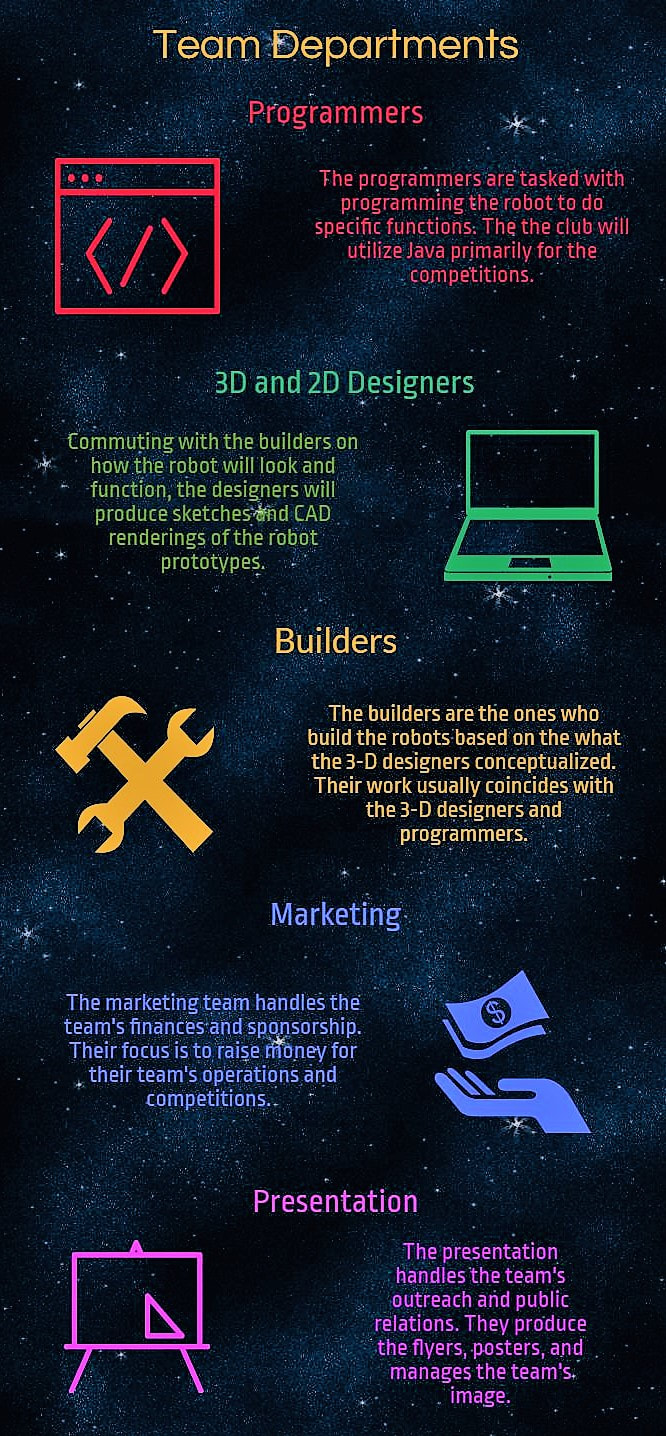 Team Departments
Programmers
The programmers are tasked with
programming the robot to do
specific functions. The the club will
utilize Java primarily for the
competitions.
3D and 2D Designers
Commuting with the builders on
how the robot will look and
function, the designers will
produce sketches and CAD
renderings of the robot
prototypes.
Builders
The builders are the ones who
build the robots based on the what
the 3-D designers conceptualized.
Their work usually coincides with
the 3-D designers and
programmers.
Marketing
The marketing team handles the
team's finances and sponsorship.
Their focus is to raise money for
their team's operations and
competitions.
Presentation
The presentation
handles the team's
outreach and public
relations. They produce
the flyers, posters, and
manages the team's
image.